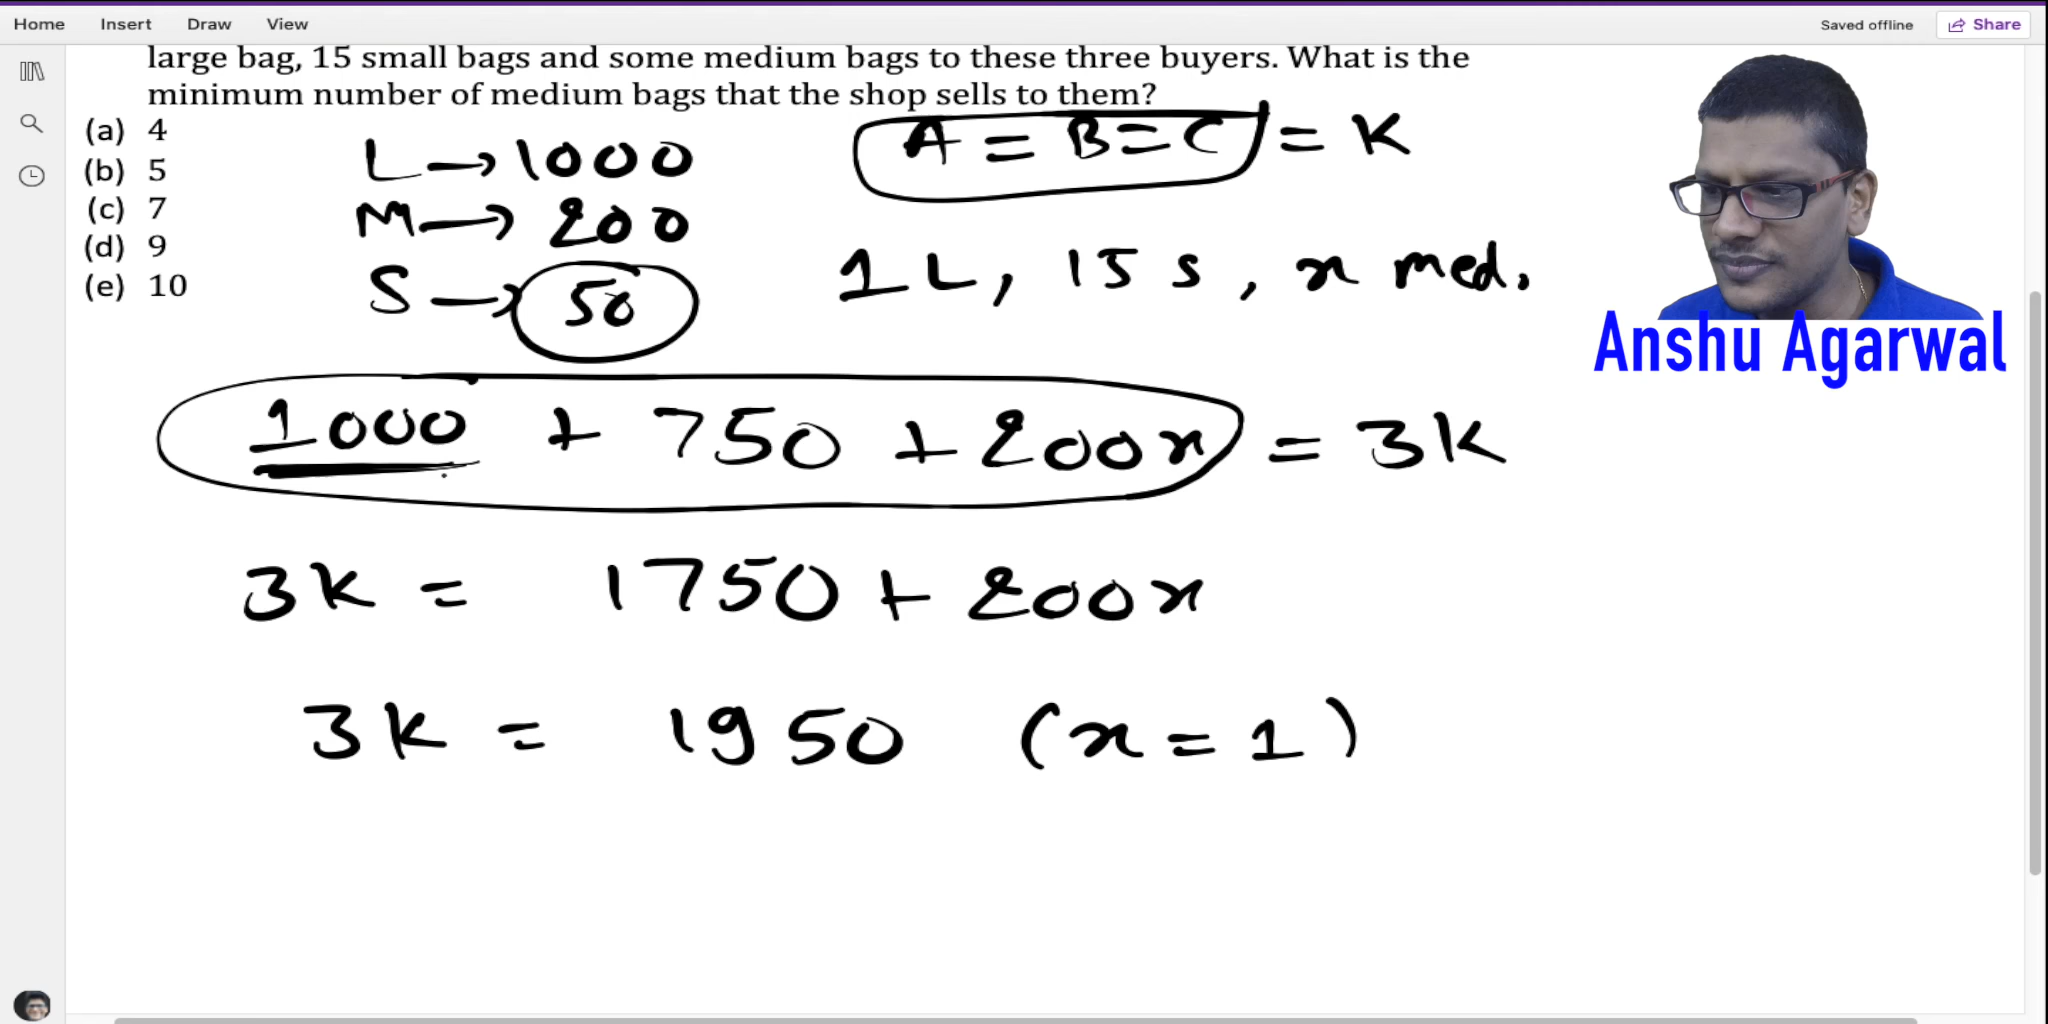 Home Insert Draw View Saved offline Share
large bag, 15 small bags and some medium bags to these three buyers. What is the
minimum number of medium bags that the shop sells to them?
(a) 4
(b) 5
(c) 7
(d) 9
(e) 10
L → 1000
M → 200
S → 50
A = B = C = K
1 L, 15 s, x med.
Anshu Agarwal
1000 + 750 + 200x = 3K
3K = 1750 + 200x
3K = 1950 (x = 1)